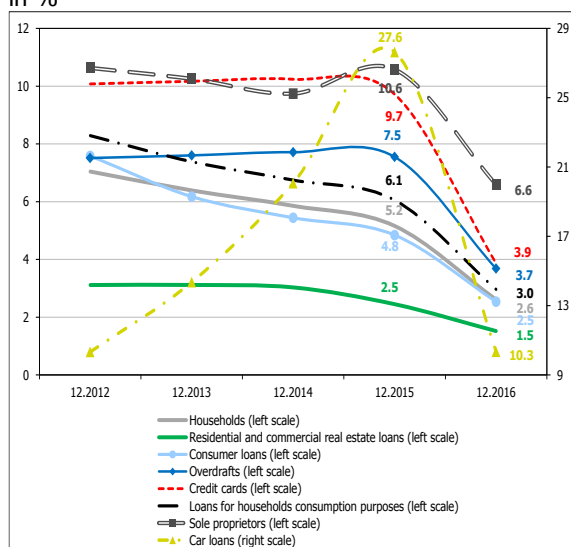 in %
12
10
8
6
4
2
0
29
25
21
17
13
9
27.6
10.6
9.7
7.5
6.1
5.2
4.8
2.5
6.6
3.9
3.7
3.0
2.6
2.5
1.5
10.3
12.2012 12.2013 12.2014 12.2015 12.2016
Households (left scale)
Residential and commercial real estate loans (left scale)
Consumer loans (left scale)
Overdrafts (left scale)
Credit cards (left scale)
Loans for households consumption purposes (left scale)
Sole proprietors (left scale)
Car loans (right scale)